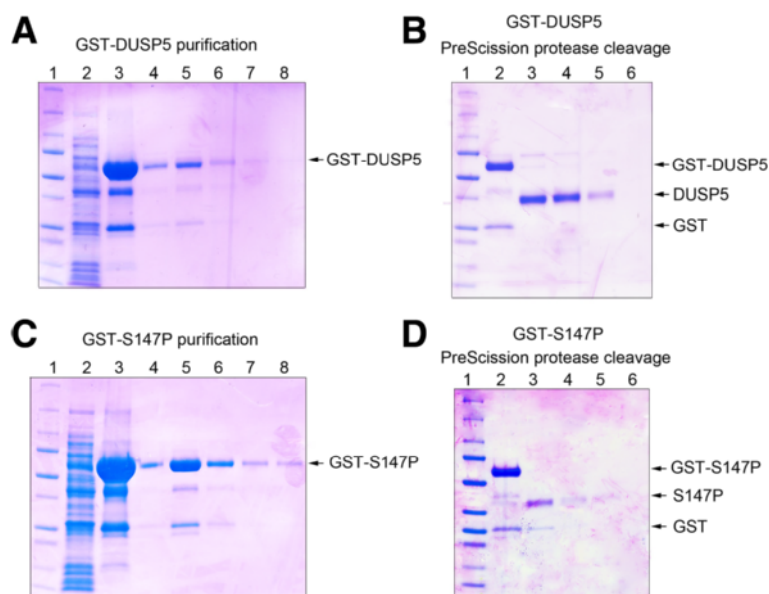 A
GST-DUSP5 purification
1 2 3 4 5 6 7 8
GST-DUSP5
B
GST-DUSP5
PreScission protease cleavage
1 2 3 4 5 6
GST-DUSP5
DUSP5
GST
C
GST-S147P purification
1 2 3 4 5 6 7 8
GST-S147P
D
GST-S147P
PreScission protease cleavage
1 2 3 4 5 6
GST-S147P
S147P
GST